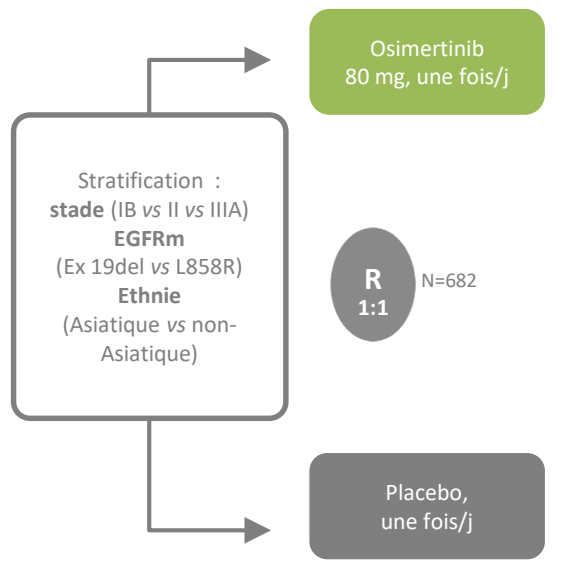 Osimertinib
80 mg, une fois/j
Stratification :
stade (IB vs II vs IIIA)
EGFRm
(Ex 19del vs L858R)
Ethnie
(Asiatique vs non-
Asiatique)
R
1:1
N=682
Placebo,
une fois/j